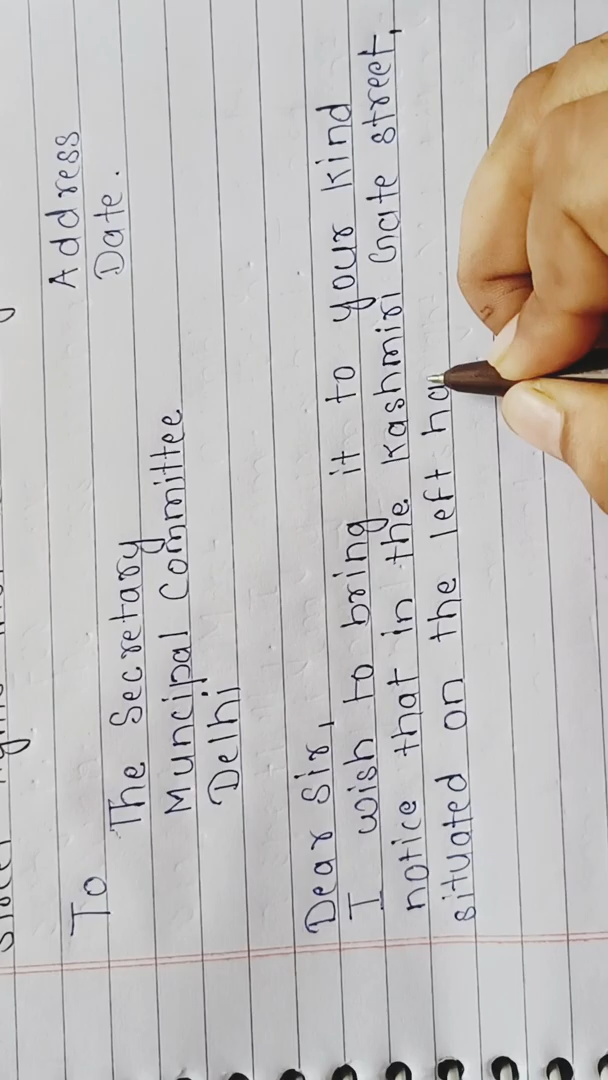 Address
Date.
To
The Secretary
Muncipal Committee
Delhi
Dear Sir,
I wish to bring it to your kind
notice that in the Kashmiri Gate street,
situated on the left ha